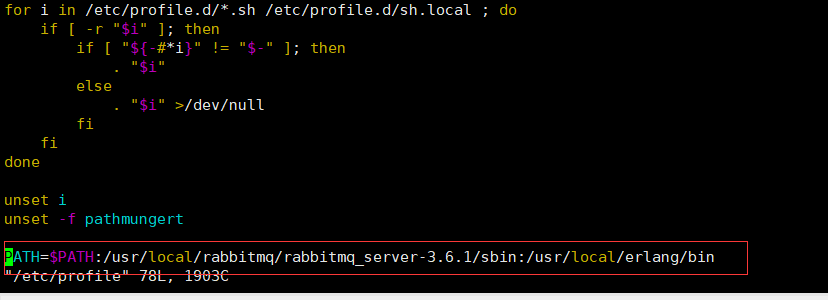 for i in /etc/profile.d/*.sh /etc/profile.d/sh.local ; do
    if [ -r "$i" ]; then
        if [ "${-#*i}" != "$-" ]; then
            . "$i"
        else
            . "$i" >/dev/null
        fi
    fi
done

unset i
unset -f pathmungert

PATH=$PATH:/usr/local/rabbitmq/rabbitmq_server-3.6.1/sbin:/usr/local/erlang/bin
"/etc/profile" 78L, 1903C